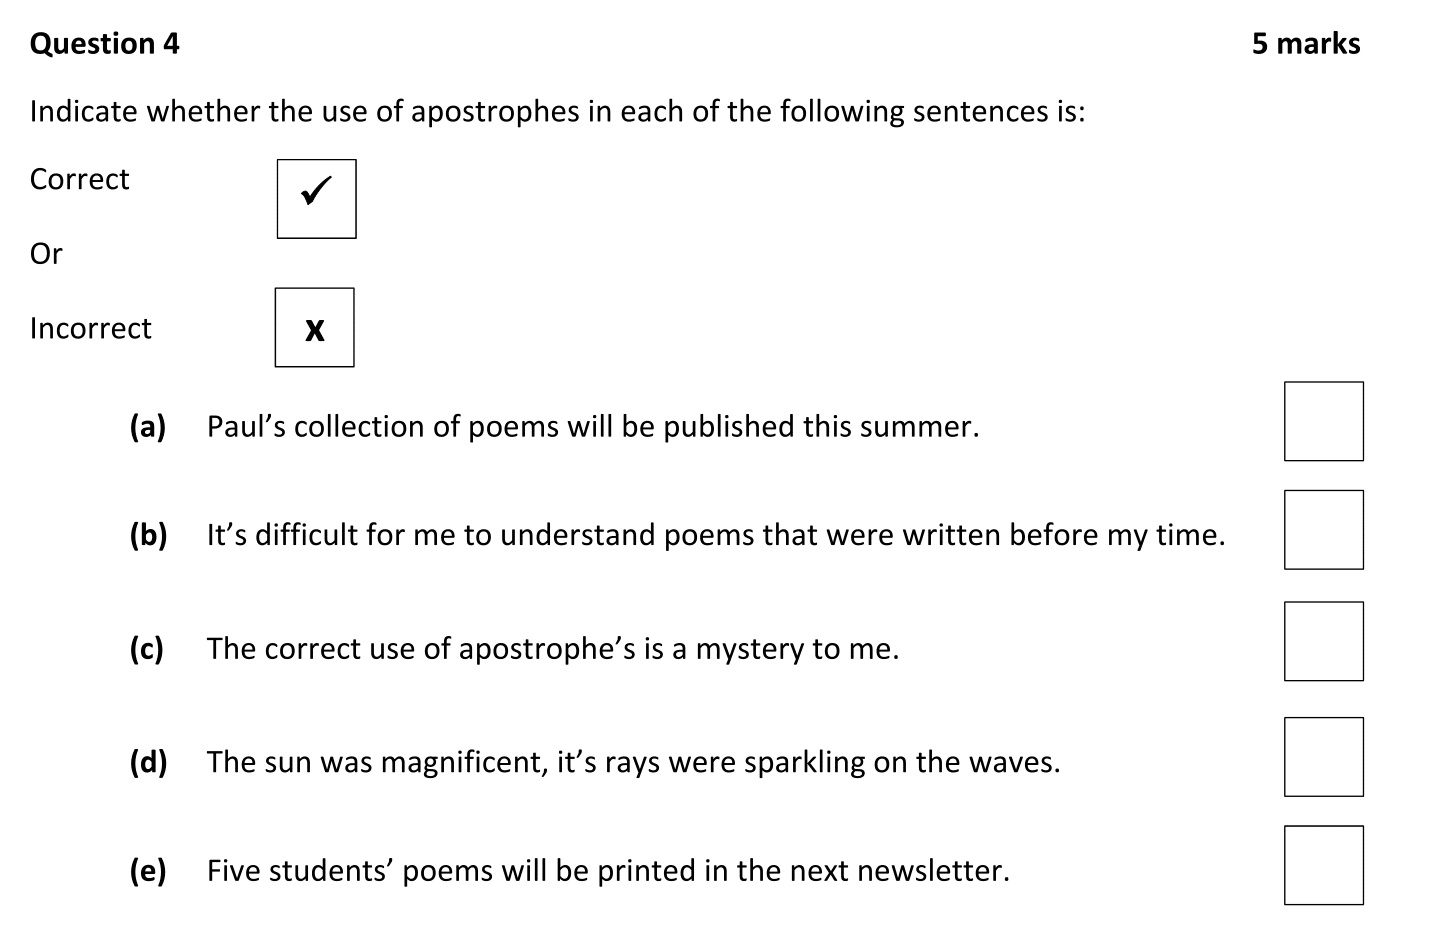 Question 4 5 marks
Indicate whether the use of apostrophes in each of the following sentences is:
Correct ✓
Or
Incorrect x
(a) Paul’s collection of poems will be published this summer.
(b) It’s difficult for me to understand poems that were written before my time.
(c) The correct use of apostrophe’s is a mystery to me.
(d) The sun was magnificent, it’s rays were sparkling on the waves.
(e) Five students’ poems will be printed in the next newsletter.